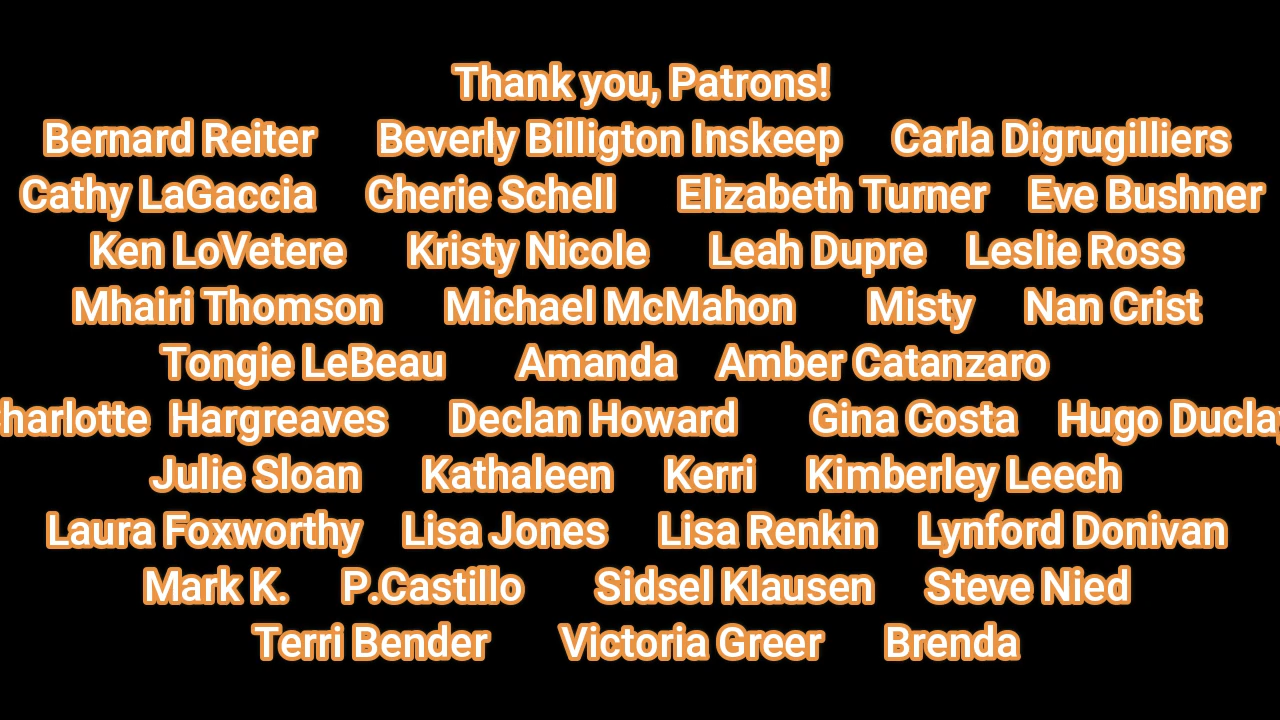 Thank you, Patrons!
Bernard Reiter Beverly Billigton Inskeep Carla Digrugilliers
Cathy LaGaccia Cherie Schell Elizabeth Turner Eve Bushner
Ken LoVetere Kristy Nicole Leah Dupre Leslie Ross
Mhairi Thomson Michael McMahon Misty Nan Crist
Tongie LeBeau Amanda Amber Catanzaro
harlotte Hargreaves Declan Howard Gina Costa Hugo Ducla
Julie Sloan Kathaleen Kerri Kimberley Leech
Laura Foxworthy Lisa Jones Lisa Renkin Lynford Donivan
Mark K. P.Castillo Sidsel Klausen Steve Nied
Terri Bender Victoria Greer Brenda